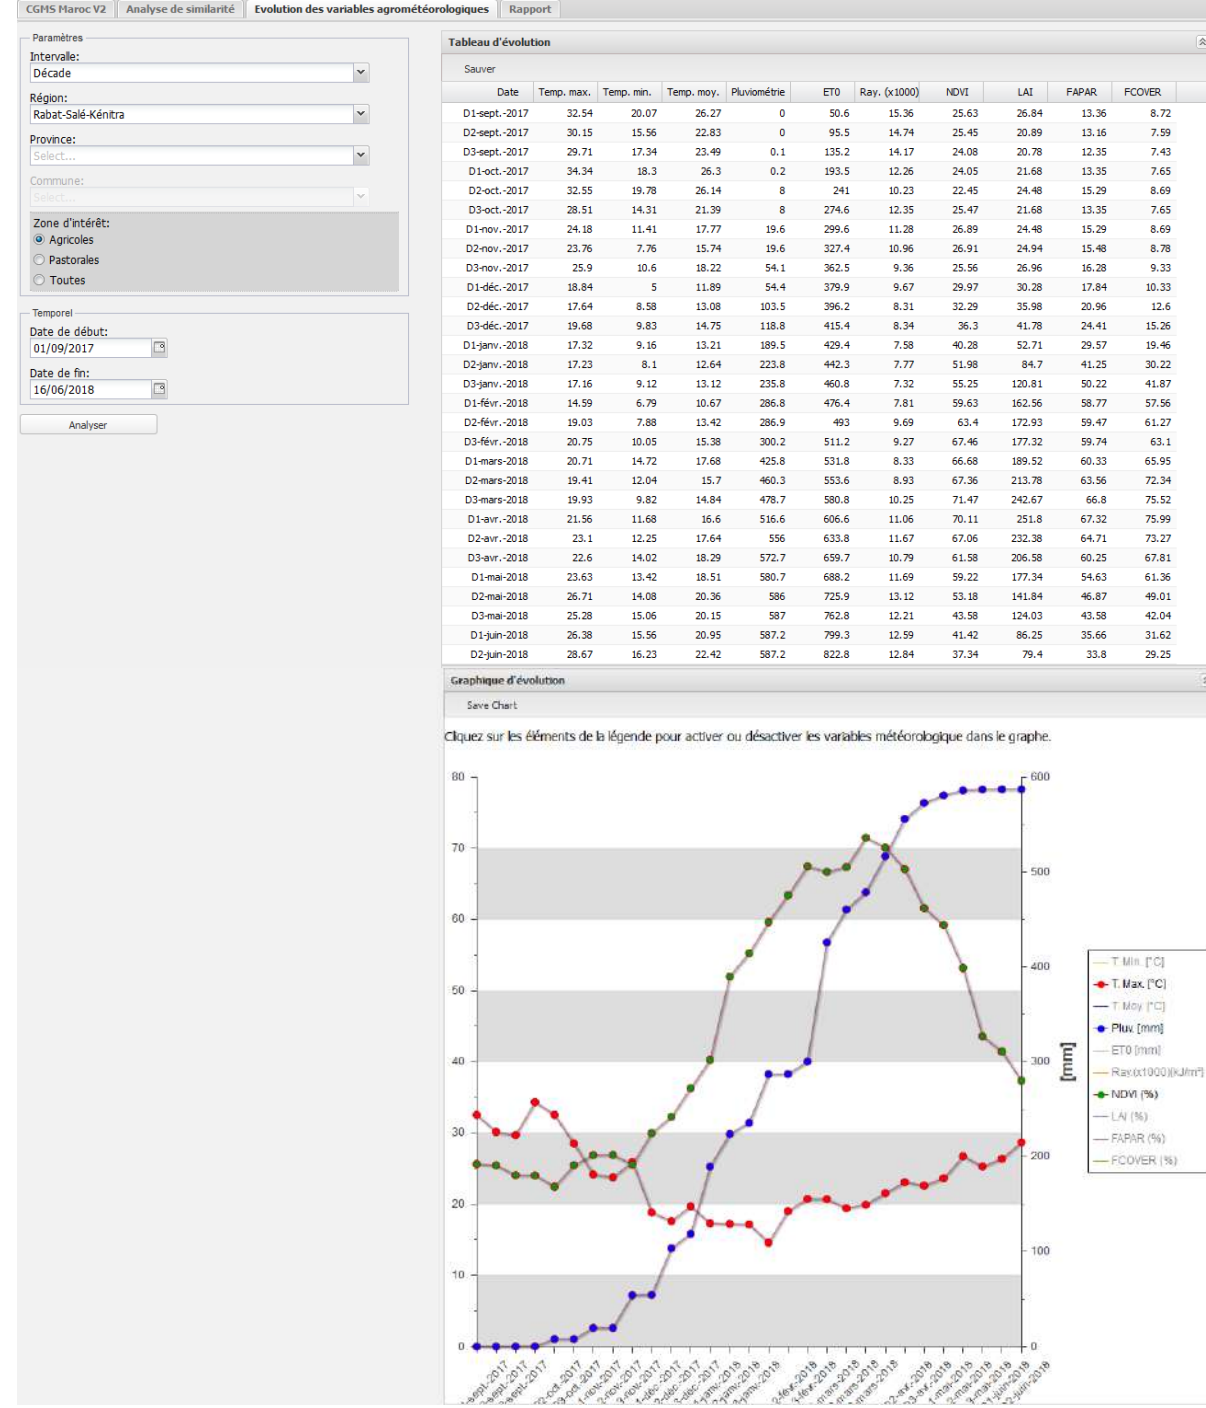 CGMS Maroc V2 Analyse de similarité Evolution des variables agrométéorologiques Rapport
Paramètres
Intervalle:
Décade
Région:
Rabat-Salé-Kénitra
Province:
Select...
Commune:
Select...
Zone d'intérêt:
Agricoles
Pastorales
Toutes
Temporel
Date de début:
01/09/2017
Date de fin:
16/06/2018
Analyser
Tableau d'évolution
Sauver
Date Temp. max. Temp. min. Temp. moy. Pluviométrie ET0 Ray. (x1000) NDVI LAI FAPAR FCOVER
D1-sept.-2017 32.54 20.07 26.27 0 50.6 15.36 25.63 26.84 13.36 8.72
D2-sept.-2017 30.15 15.56 22.83 0 95.5 14.74 25.45 20.89 13.16 7.59
D3-sept.-2017 29.71 17.34 23.49 0.1 135.2 14.17 24.08 20.78 12.35 7.43
D1-oct.-2017 34.34 18.3 26.3 0.2 193.5 12.26 24.05 21.68 13.35 7.65
D2-oct.-2017 32.55 19.78 26.14 8 241 10.23 22.45 24.48 15.29 8.69
D3-oct.-2017 28.51 14.31 21.39 8 274.6 12.35 25.47 21.68 13.35 7.65
D1-nov.-2017 24.18 11.41 17.77 19.6 299.6 11.28 26.89 24.48 15.29 8.69
D2-nov.-2017 23.76 7.76 15.74 19.6 327.4 10.96 26.91 24.94 15.48 8.78
D3-nov.-2017 25.9 10.6 18.22 54.1 362.5 9.36 25.56 26.96 16.28 9.33
D1-déc.-2017 18.84 5 11.89 54.4 379.9 9.67 29.97 30.28 17.84 10.33
D2-déc.-2017 17.64 8.58 13.08 103.5 396.2 8.31 32.29 35.98 20.96 12.6
D3-déc.-2017 19.68 9.83 14.75 118.8 415.4 8.34 36.3 41.78 24.41 15.26
D1-janv.-2018 17.32 9.16 13.21 189.5 429.4 7.58 40.28 52.71 29.57 19.46
D2-janv.-2018 17.23 8.1 12.64 223.8 442.3 7.77 51.98 84.7 41.25 30.22
D3-janv.-2018 17.16 9.12 13.12 235.8 460.8 7.32 55.25 120.81 50.22 41.87
D1-févr.-2018 14.59 6.79 10.67 286.8 476.4 7.81 59.63 162.56 58.77 57.56
D2-févr.-2018 19.03 7.88 13.42 286.9 493 9.69 63.4 172.93 59.47 61.27
D3-févr.-2018 20.75 10.05 15.38 300.2 511.2 9.27 67.46 177.32 59.74 63.1
D1-mars-2018 20.71 14.72 17.68 425.8 531.8 8.33 66.68 189.52 60.33 65.95
D2-mars-2018 19.41 12.04 15.7 460.3 553.6 8.93 67.36 213.78 63.56 72.34
D3-mars-2018 19.93 9.82 14.84 478.7 580.8 10.25 71.47 242.67 66.8 75.52
D1-avr.-2018 21.56 11.68 16.6 516.6 606.6 11.06 70.11 251.8 67.32 75.99
D2-avr.-2018 23.1 12.25 17.64 556 633.8 11.67 67.06 232.38 64.71 73.27
D3-avr.-2018 22.6 14.02 18.29 572.7 659.7 10.79 61.58 206.58 60.25 67.81
D1-mai-2018 23.63 13.42 18.51 580.7 688.2 11.69 59.22 177.34 54.63 61.36
D2-mai-2018 26.71 14.08 20.36 586 725.9 13.12 53.18 141.84 46.87 49.01
D3-mai-2018 25.28 15.06 20.15 587 762.8 12.21 43.58 124.03 43.58 42.04
D1-juin-2018 26.38 15.56 20.95 587.2 799.3 12.59 41.42 86.25 35.66 31.62
D2-juin-2018 28.67 16.23 22.42 587.2 822.8 12.84 37.34 79.4 33.8 29.25
Graphique d'évolution
Save Chart
Cliquez sur les éléments de la légende pour activer ou désactiver les variables météorologique dans le graphe.
80 600
70
500
60
400
50
40 300
30
200
20
100
10
0 0
[mm]
T. Min. [°C]
T. Max. [°C]
T. Moy. [°C]
Pluv. [mm]
ET0 [mm]
Ray.(x1000)(kJ/m²)
NDVI (%)
LAI (%)
FAPAR (%)
FCOVER (%)